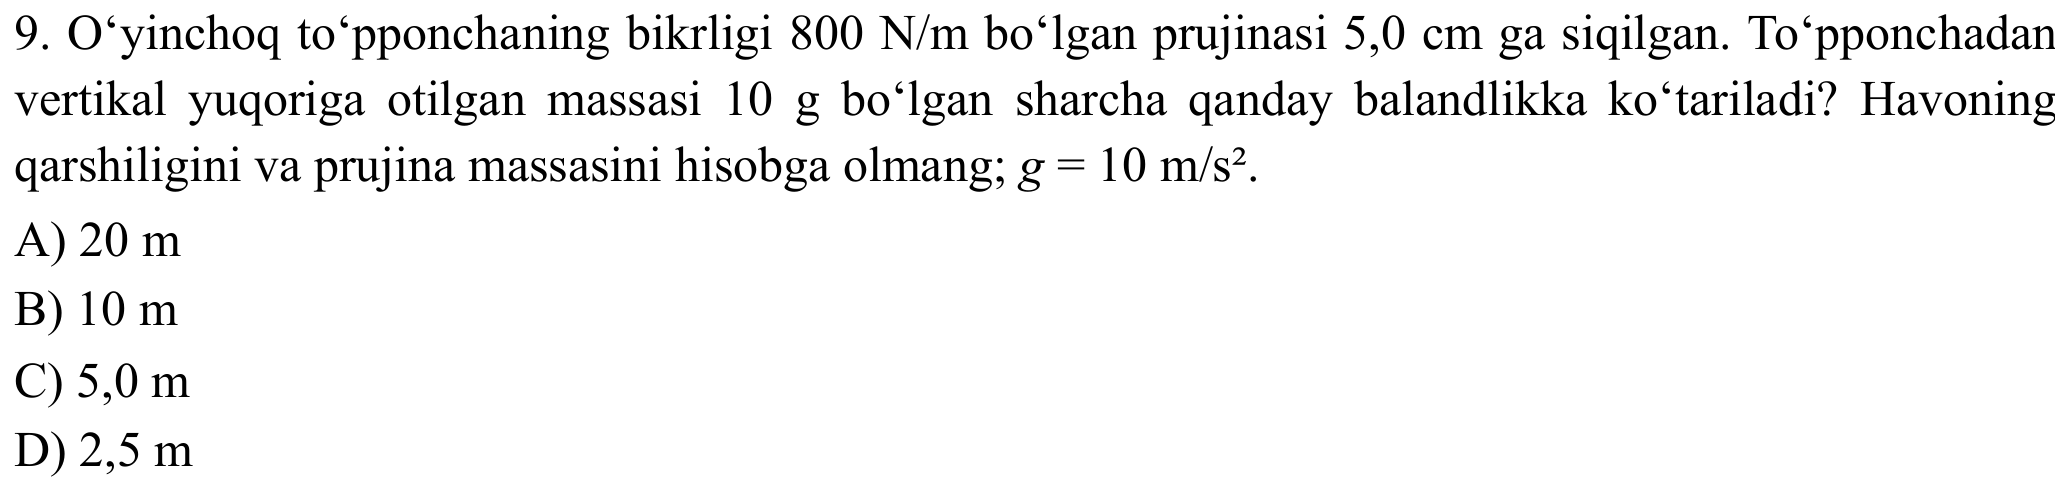 9. O‘yinchoq to‘pponchaning bikrligi 800 N/m bo‘lgan prujinasi 5,0 cm ga siqilgan. To‘pponchadan
vertikal yuqoriga otilgan massasi 10 g bo‘lgan sharcha qanday balandlikka ko‘tariladi? Havoning
qarshiligini va prujina massasini hisobga olmang; g = 10 m/s².
A) 20 m
B) 10 m
C) 5,0 m
D) 2,5 m